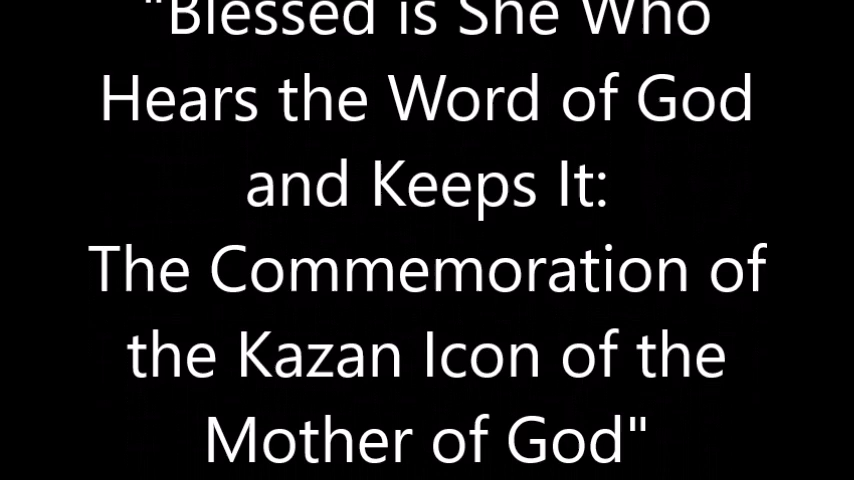 "Blessed is She Who
Hears the Word of God
and Keeps It:
The Commemoration of
the Kazan Icon of the
Mother of God"